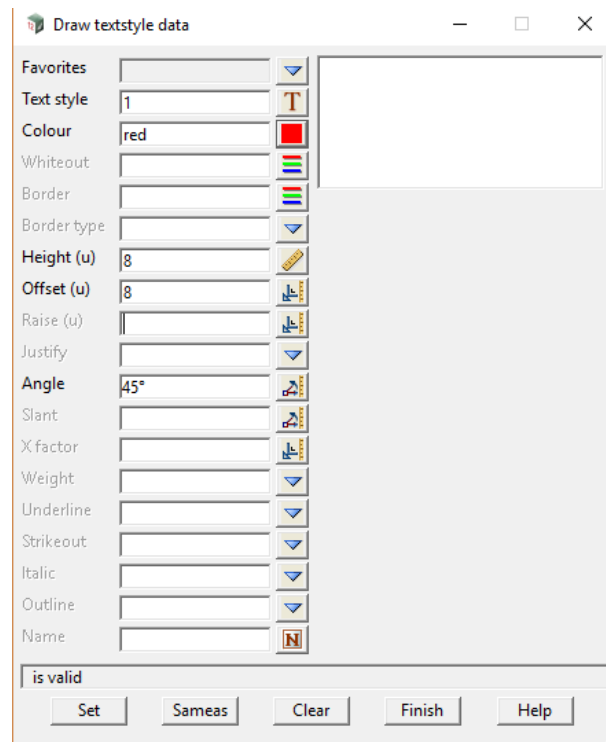 Draw textstyle data
Favorites
Text style 1 T
Colour red
Whiteout
Border
Border type
Height (u) 8
Offset (u) 8
Raise (u)
Justify
Angle 45°
Slant
X factor
Weight
Underline
Strikeout
Italic
Outline
Name N
is valid
Set Sameas Clear Finish Help